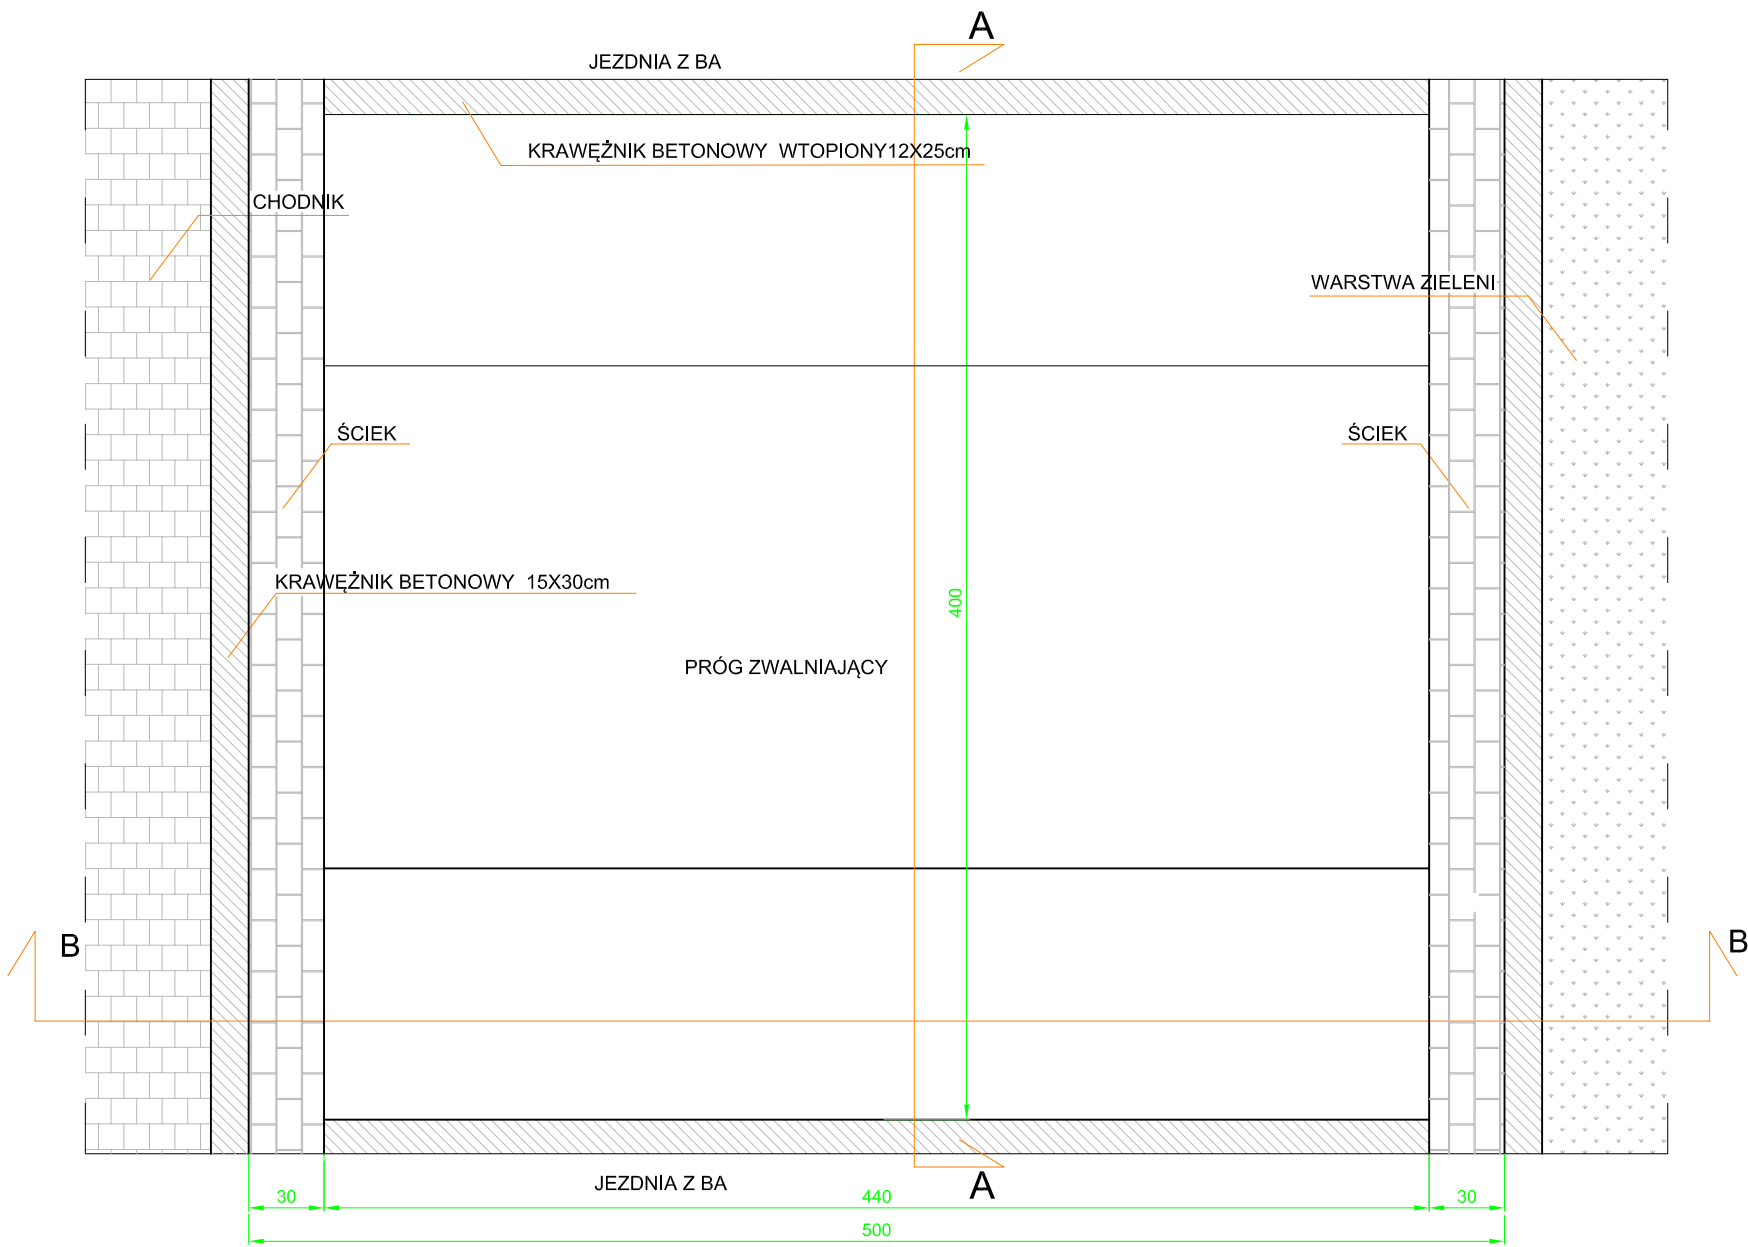 A
JEZDNIA Z BA
KRAWĘŻNIK BETONOWY WTOPIONY12X25cm
CHODNIK
WARSTWA ZIELENI
ŚCIEK
ŚCIEK
KRAWĘŻNIK BETONOWY 15X30cm
400
PRÓG ZWALNIAJĄCY
B
B
JEZDNIA Z BA
A
30
440
30
500